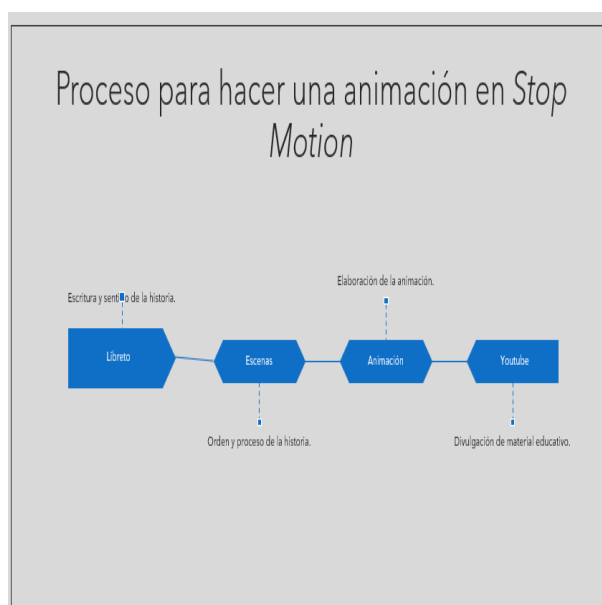 Proceso para hacer una animación en Stop
Motion
Elaboración de la animación.
Escritura y sentido de la historia.
Libreto
Escenas
Animación
Youtube
Orden y proceso de la historia.
Divulgación de material educativo.